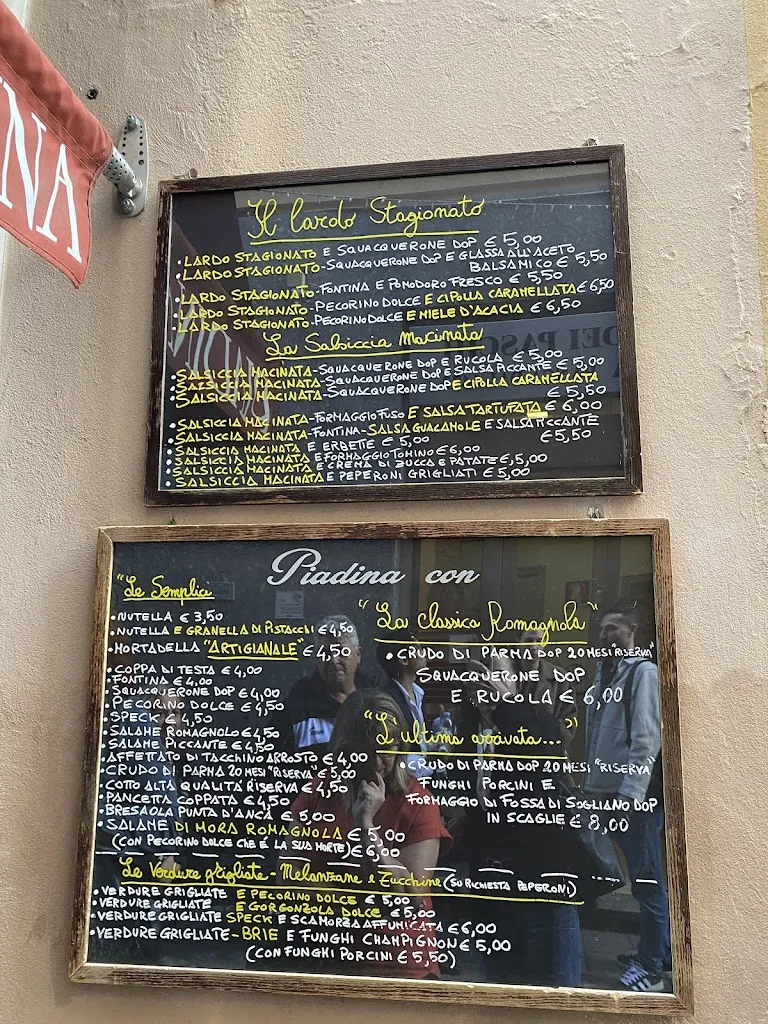 NA
Il lardo Stagionato
• LARDO STAGIONATO E SQUACQUERONE DOP € 5,00
• LARDO STAGIONATO-SQUACQUERONE DOP E GLASSA ALL'ACETO
BALSAMICO € 5,50
• LARDO STAGIONATO-FONTINA E POMODORO FRESCO € 5,50
• LARDO STAGIONATO-PECORINO DOLCE E CIPOLLA CARAMELLATA € 6,50
• LARDO STAGIONATO-PECORINO DOLCE E MIELE D'ACACIA € 6,50
La Salsiccia Macinata
• SALSICCIA MACINATA-SQUACQUERONE DOP E RUCOLA € 5,00
• SALSICCIA MACINATA-SQUACQUERONE DOP E SALSA PICCANTE € 5,00
• SALSICCIA MACINATA-SQUACQUERONE DOP E CIPOLLA CARAMELLATA
€ 5,50
• SALSICCIA MACINATA-FORMAGGIO FUSO E SALSA TARTUFATA € 6,00
• SALSICCIA MACINATA-FONTINA-SALSA GUACAMOLE E SALSA PICCANTE
€ 5,50
• SALSICCIA MACINATA E ERBETTE € 5,00
• SALSICCIA MACINATA E FORMAGGIO TOMINO € 6,00
• SALSICCIA MACINATA E CREMA DI ZUCCA E PATATE € 5,00
• SALSICCIA MACINATA E PEPERONI GRIGLIATI € 5,00
Piadina con
"Le Semplici
• NUTELLA € 3,50
• NUTELLA E GRANELLA DI PISTACCHI € 4,50
• MORTADELLA "ARTIGIANALE" € 4,50
• COPPA DI TESTA € 4,00
• FONTINA € 4,00
• SQUACQUERONE DOP € 4,00
• PECORINO DOLCE € 4,50
• SPECK € 4,50
• SALAME ROMAGNOLO € 4,50
• SALAME PICCANTE € 4,50
• AFFETTATO DI TACCHINO ARROSTO € 4,00
• CRUDO DI PARMA 20 MESI "RISERVA" € 5,00
• COTTO ALTA QUALITÀ RISERVA € 4,50
• PANCETTA COPPATA € 4,50
• BRESAOLA PUNTA D'ANCA € 5,00
• SALAME DI MORA ROMAGNOLA € 5,00
(CON PECORINO DOLCE CHE È LA SUA MORTE) € 6,00
"La classica Romagnola"
• CRUDO DI PARMA DOP 20 MESI "RISERVA"
SQUACQUERONE DOP
E RUCOLA € 6,00
"L'ultima arrivata..."
• CRUDO DI PARMA DOP 20 MESI "RISERVA"
FUNGHI PORCINI E
FORMAGGIO DI FOSSA DI SOGLIANO DOP
IN SCAGLIE € 8,00
Le Verdure grigliate - Melanzane e Zucchine (SU RICHIESTA PEPERONI)
• VERDURE GRIGLIATE E PECORINO DOLCE € 5,00
• VERDURE GRIGLIATE E GORGONZOLA DOLCE € 5,00
• VERDURE GRIGLIATE SPECK E SCAMORZA AFFUMICATA € 6,00
• VERDURE GRIGLIATE-BRIE E FUNGHI CHAMPIGNON € 5,00
(CON FUNGHI PORCINI € 5,50)